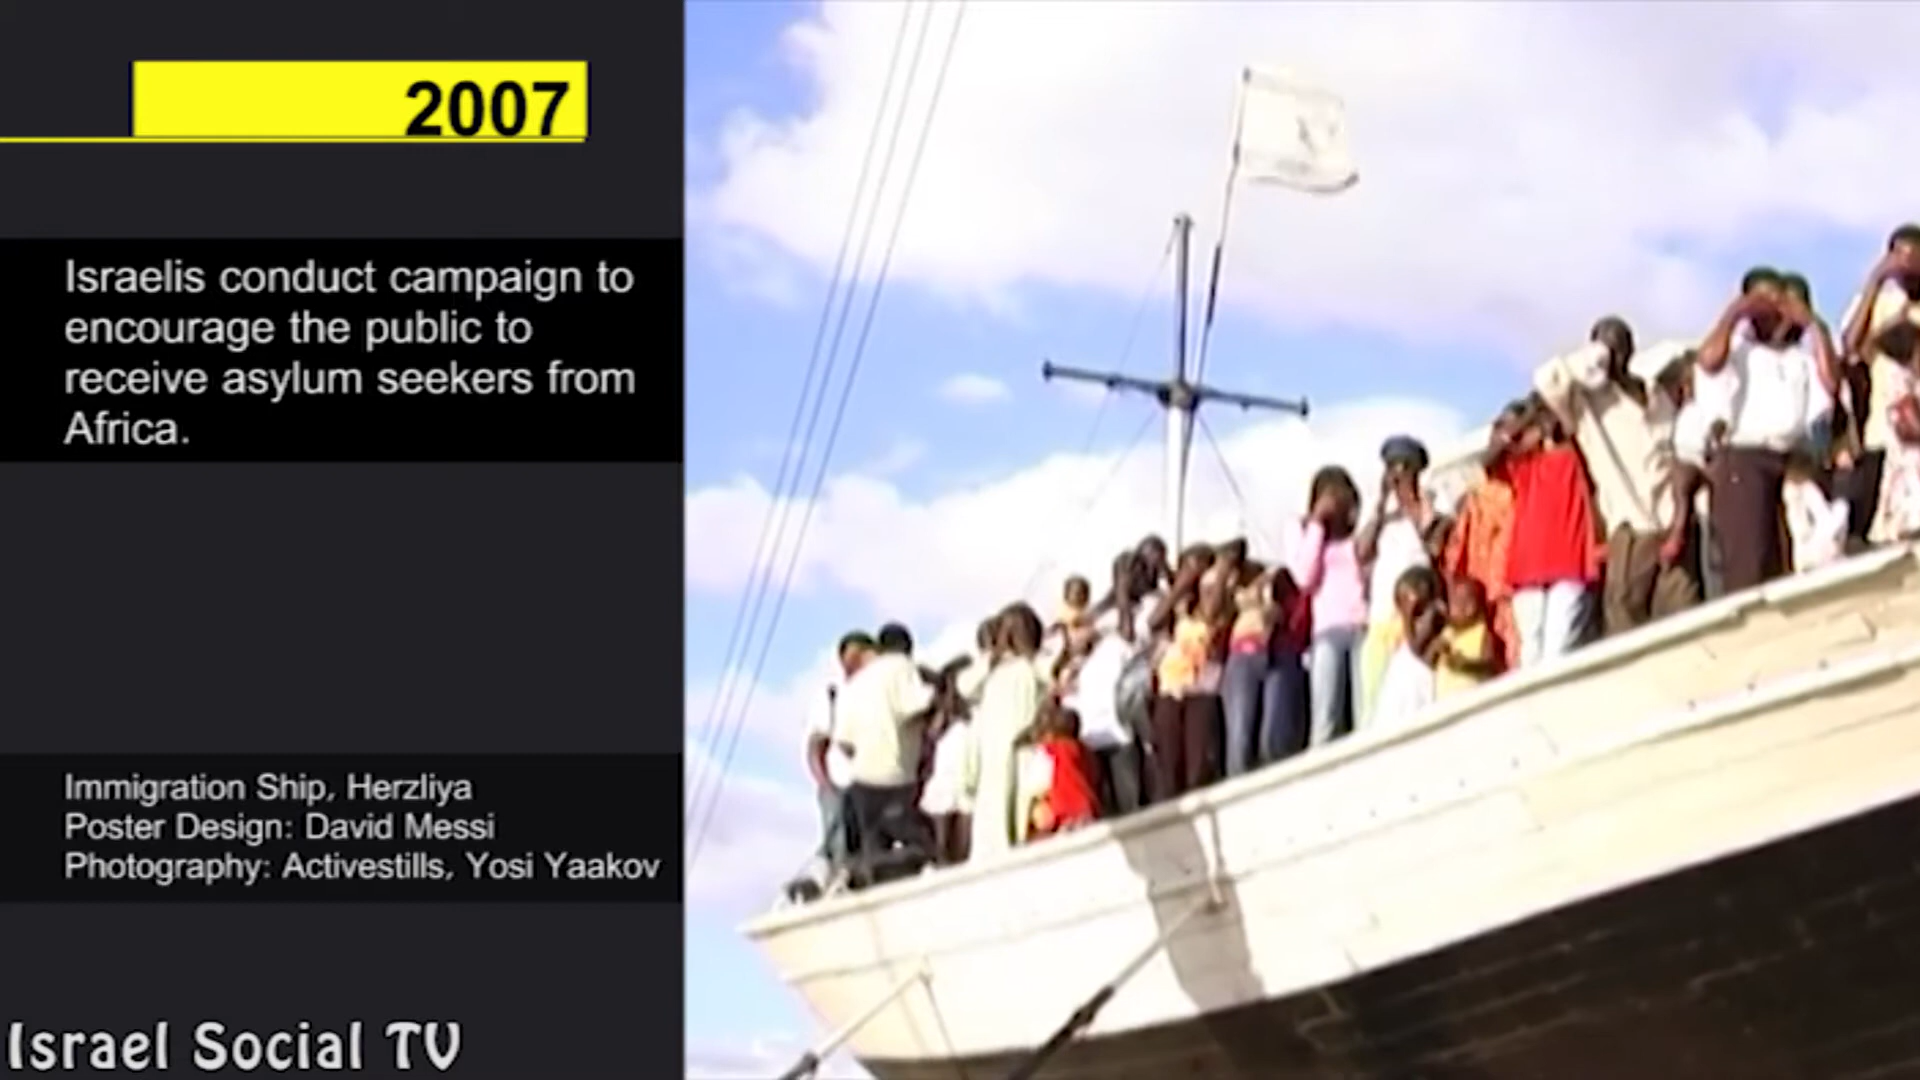 2007
Israelis conduct campaign to
encourage the public to
receive asylum seekers from
Africa.
Immigration Ship, Herzliya
Poster Design: David Messi
Photography: Activestills, Yosi Yaakov
Israel Social TV